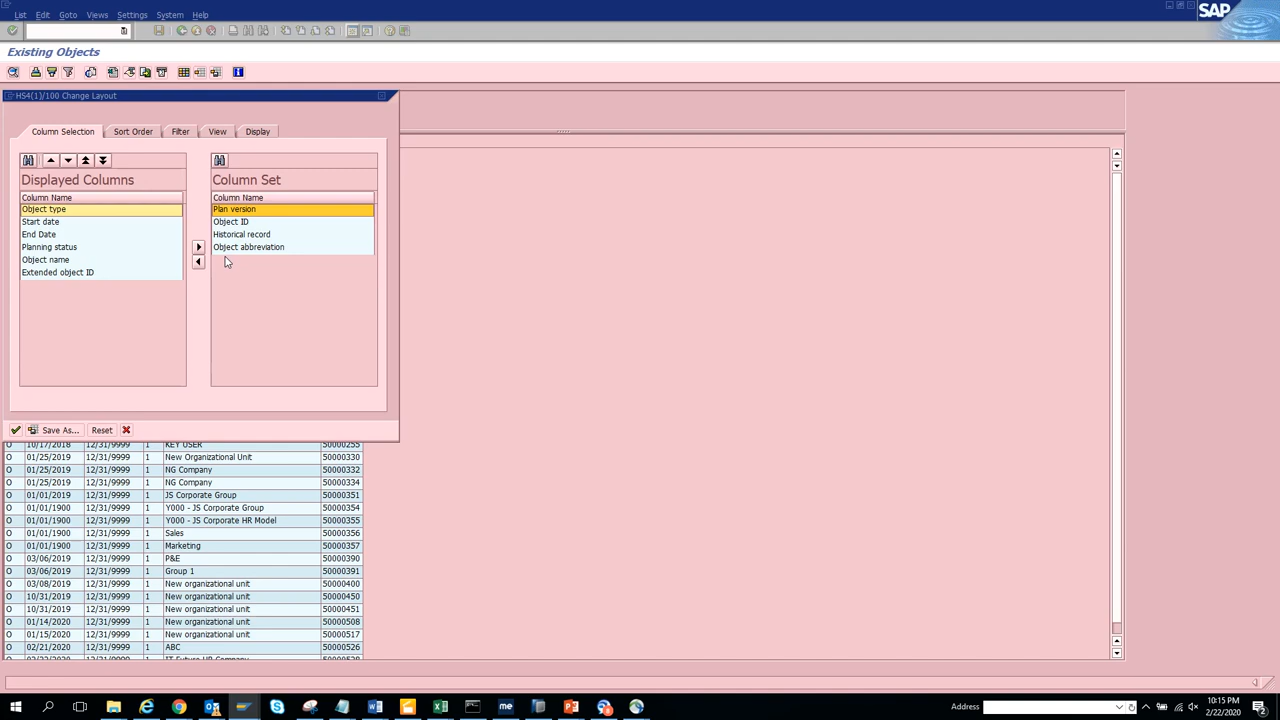 List Edit Goto Views Settings System Help
SAP
Existing Objects
HS4(1)/100 Change Layout
Column Selection Sort Order Filter View Display
Displayed Columns
Column Name
Object type
Start date
End Date
Planning status
Object name
Extended object ID
Column Set
Column Name
Plan version
Object ID
Historical record
Object abbreviation
Save As... Reset
O 10/17/2018 12/31/9999 1 KEY USER 50000255
O 01/25/2019 12/31/9999 1 New Organizational Unit 50000330
O 01/25/2019 12/31/9999 1 NG Company 50000332
O 01/25/2019 12/31/9999 1 NG Company 50000334
O 01/01/2019 12/31/9999 1 JS Corporate Group 50000351
O 01/01/1900 12/31/9999 1 Y000 - JS Corporate Group 50000354
O 01/01/1900 12/31/9999 1 Y000 - JS Corporate HR Model 50000355
O 01/01/1900 12/31/9999 1 Sales 50000356
O 01/01/1900 12/31/9999 1 Marketing 50000357
O 03/06/2019 12/31/9999 1 P&E 50000390
O 03/06/2019 12/31/9999 1 Group 1 50000391
O 03/08/2019 12/31/9999 1 New organizational unit 50000400
O 10/31/2019 12/31/9999 1 New organizational unit 50000450
O 10/31/2019 12/31/9999 1 New organizational unit 50000451
O 01/14/2020 12/31/9999 1 New organizational unit 50000508
O 01/15/2020 12/31/9999 1 New organizational unit 50000517
O 02/21/2020 12/31/9999 1 ABC 50000526
Address
10:15 PM
2/22/2020